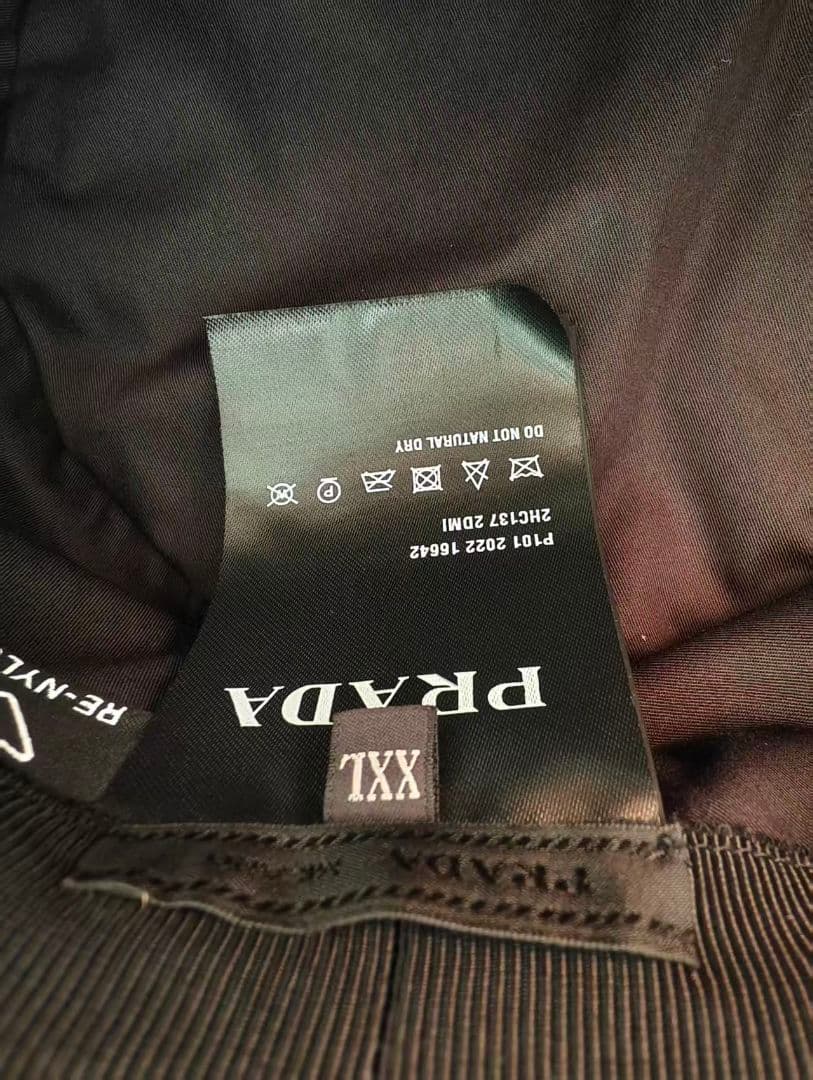 PRADA
XXL
PRADA
P101 2022 16642
2HC137 2DMI
P
W
DO NOT NATURAL DRY
RE-NYL